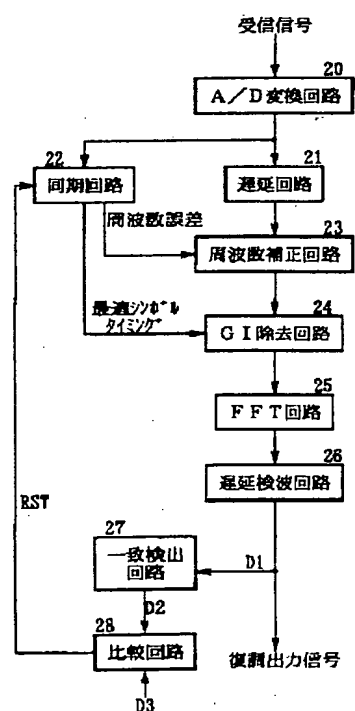 受信信号
20
A／D変換回路
22
同期回路
21
遅延回路
周波数誤差
23
周波数補正回路
最適シンボル
タイミング
24
GI除去回路
25
FFT回路
26
遅延検波回路
RST
27
一致検出
回路
D1
D2
28
比較回路
復調出力信号
D3